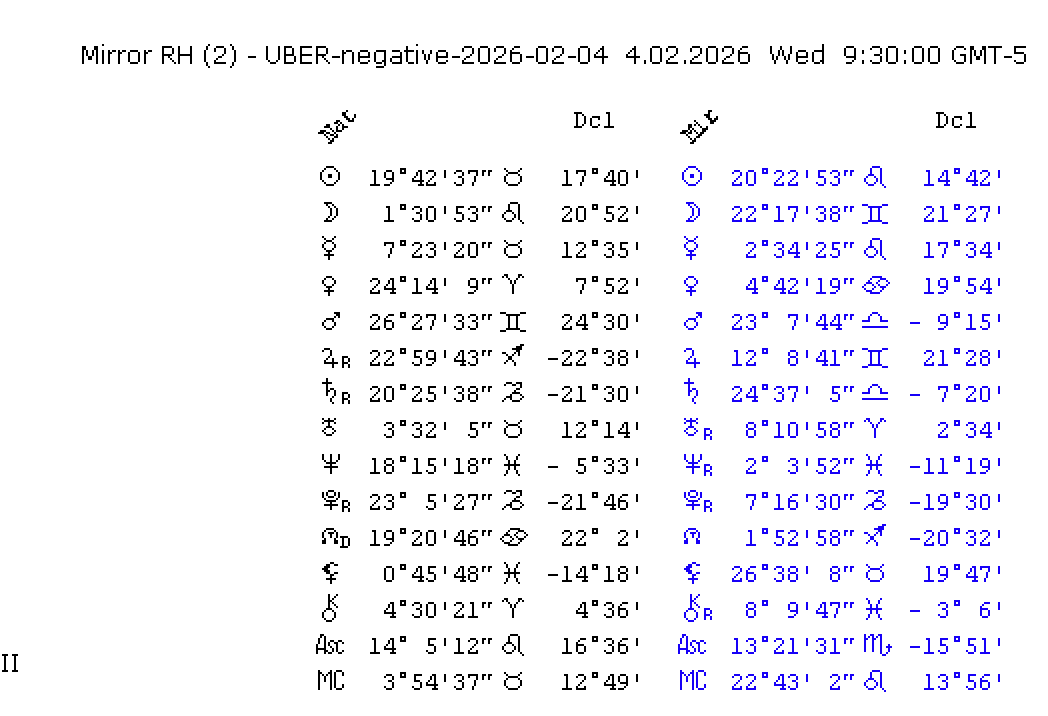 Mirror RH (2) - UBER-negative-2026-02-04 4.02.2026 Wed 9:30:00 GMT-5
Nat Dcl Mir Dcl
☉ 19°42'37" ♉ 17°40' ☉ 20°22'53" ♌ 14°42'
☽ 1°30'53" ♌ 20°52' ☽ 22°17'38" ♊ 21°27'
☿ 7°23'20" ♉ 12°35' ☿ 2°34'25" ♌ 17°34'
♀ 24°14' 9" ♈ 7°52' ♀ 4°42'19" ♋ 19°54'
♂ 26°27'33" ♊ 24°30' ♂ 23° 7'44" ♎ - 9°15'
♃R 22°59'43" ♐ -22°38' ♃ 12° 8'41" ♊ 21°28'
♄R 20°25'38" ♑ -21°30' ♄ 24°37' 5" ♎ - 7°20'
♅ 3°32' 5" ♉ 12°14' ♅R 8°10'58" ♈ 2°34'
♆ 18°15'18" ♓ - 5°33' ♆R 2° 3'52" ♓ -11°19'
♇R 23° 5'27" ♑ -21°46' ♇R 7°16'30" ♑ -19°30'
☊D 19°20'46" ♋ 22° 2' ☊ 1°52'58" ♐ -20°32'
⚸ 0°45'48" ♓ -14°18' ⚸ 26°38' 8" ♉ 19°47'
⚷ 4°30'21" ♈ 4°36' ⚷R 8° 9'47" ♓ - 3° 6'
Asc 14° 5'12" ♌ 16°36' Asc 13°21'31" ♏ -15°51'
II
MC 3°54'37" ♉ 12°49' MC 22°43' 2" ♌ 13°56'